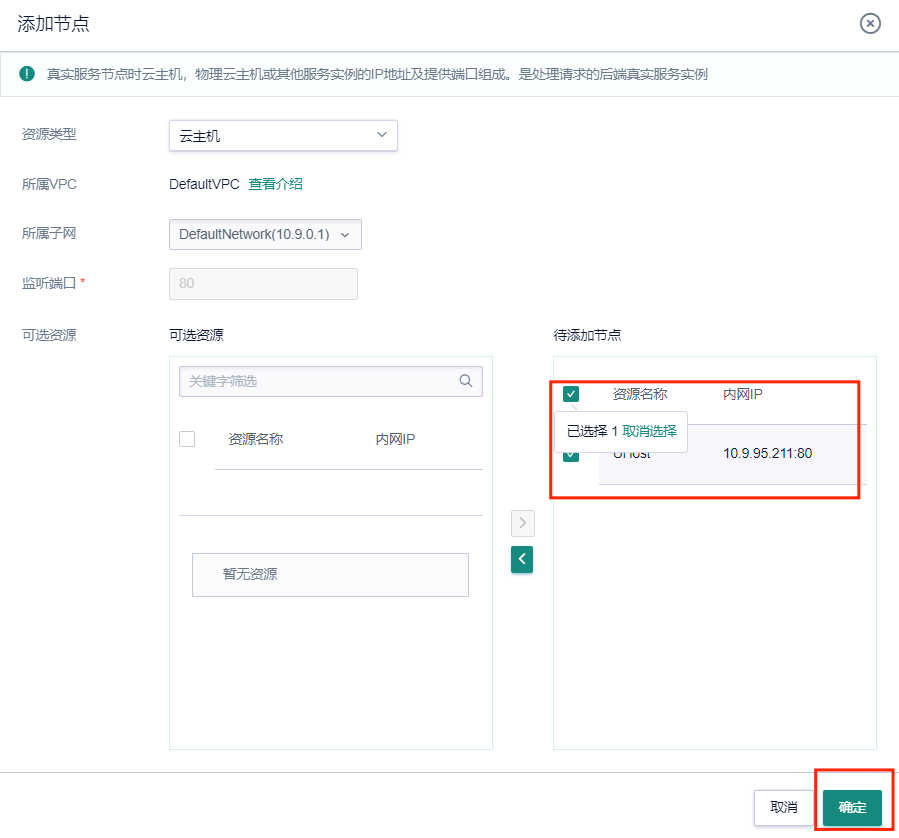 添加节点
真实服务节点时云主机，物理云主机或其他服务实例的IP地址及提供端口组成。是处理请求的后端真实服务实例
资源类型 云主机
所属VPC DefaultVPC 查看介绍
所属子网 DefaultNetwork(10.9.0.1)
监听端口 * 80
可选资源 可选资源 待添加节点
关键字筛选
资源名称 内网IP
暂无资源
资源名称 内网IP
已选择 1 取消选择
UHost 10.9.95.211:80
取消 确定